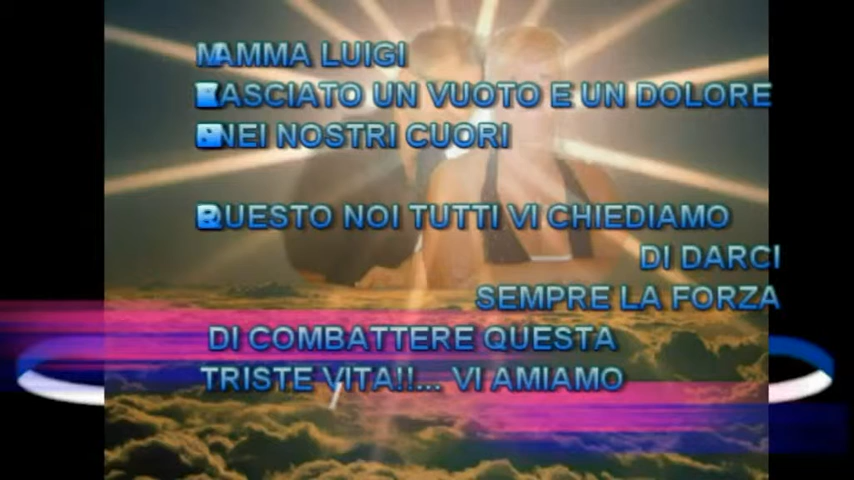 MAMMA LUIGI
LASCIATO UN VUOTO E UN DOLORE
NEI NOSTRI CUORI
QUESTO NOI TUTTI VI CHIEDIAMO
DI DARCI
SEMPRE LA FORZA
DI COMBATTERE QUESTA
TRISTE VITA!!... VI AMIAMO